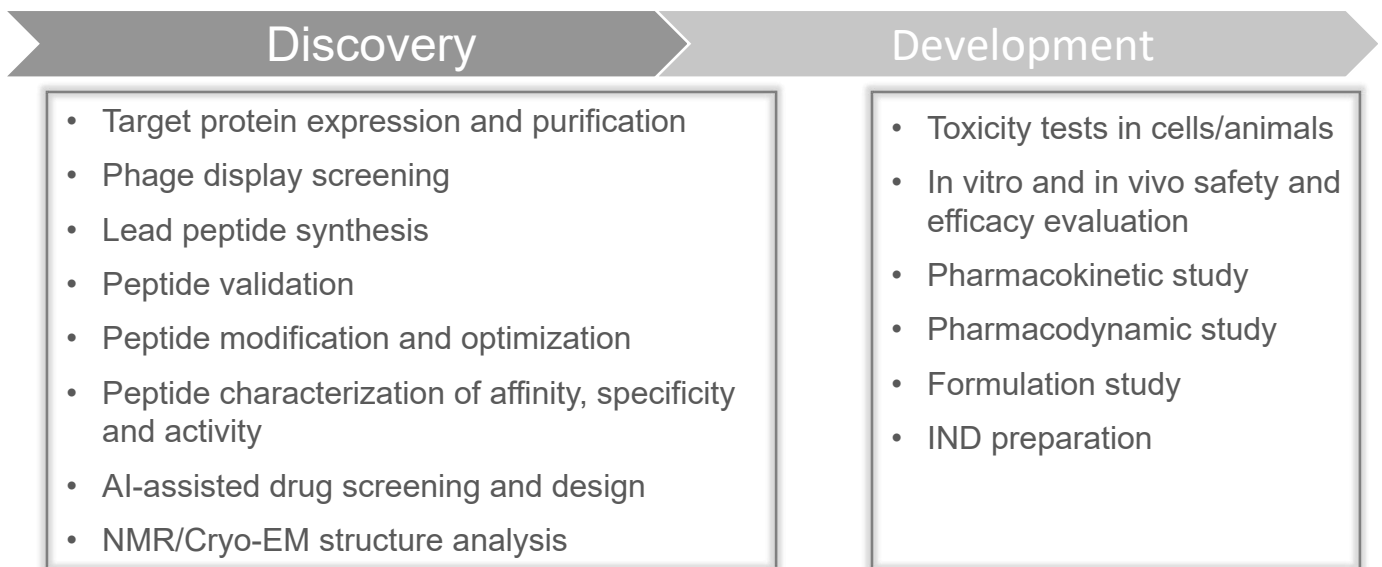 Discovery
Development
• Target protein expression and purification
• Phage display screening
• Lead peptide synthesis
• Peptide validation
• Peptide modification and optimization
• Peptide characterization of affinity, specificity
and activity
• AI-assisted drug screening and design
• NMR/Cryo-EM structure analysis
• Toxicity tests in cells/animals
• In vitro and in vivo safety and
efficacy evaluation
• Pharmacokinetic study
• Pharmacodynamic study
• Formulation study
• IND preparation